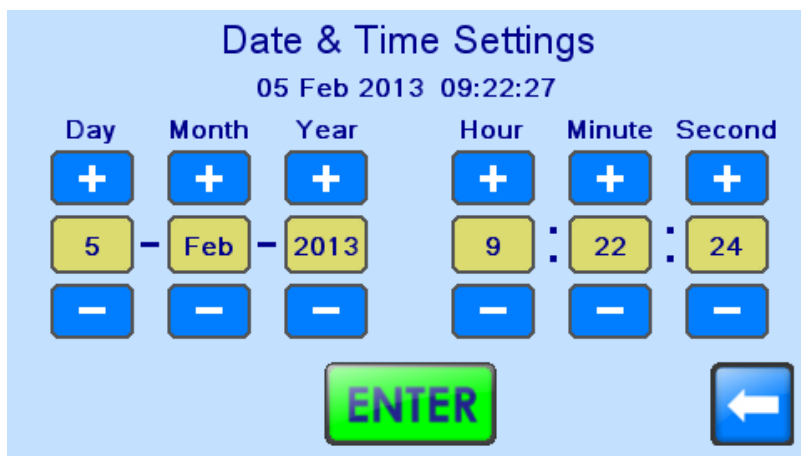 Date & Time Settings
05 Feb 2013 09:22:27
Day Month Year Hour Minute Second
+ + + + + +
5 - Feb - 2013 9 : 22 : 24
- - - - - -
ENTER